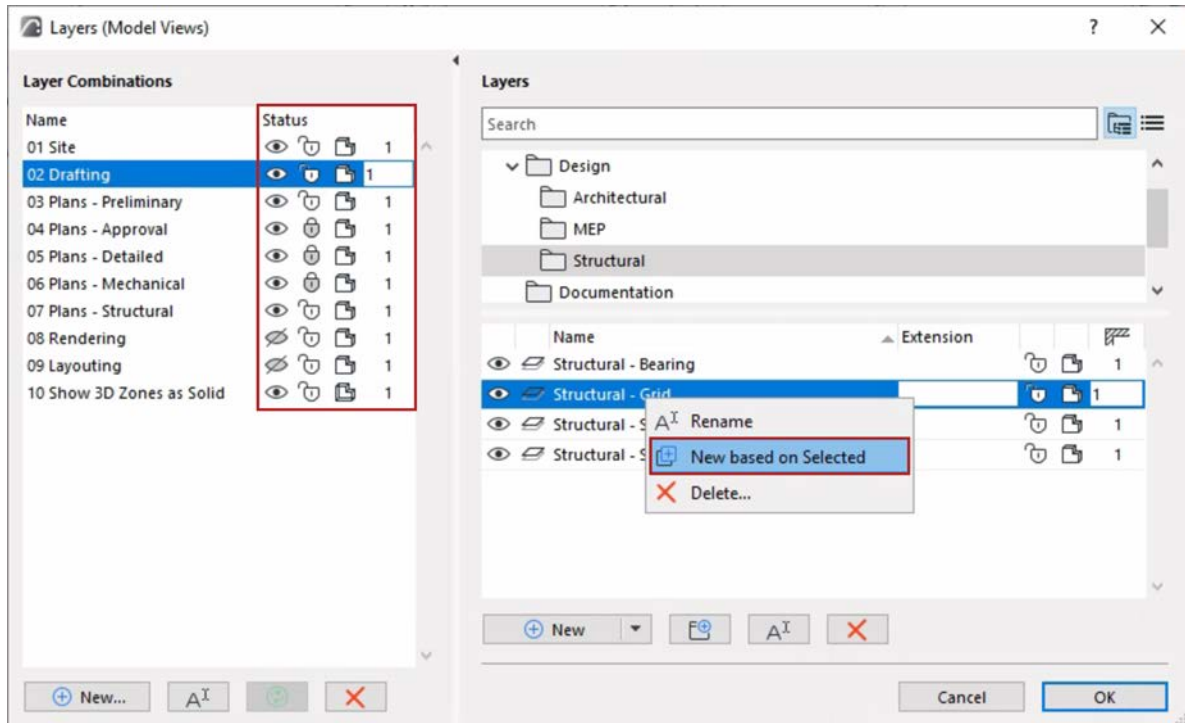 Layers (Model Views)
?
Layer Combinations
Name Status
01 Site 1
02 Drafting 1
03 Plans - Preliminary 1
04 Plans - Approval 1
05 Plans - Detailed 1
06 Plans - Mechanical 1
07 Plans - Structural 1
08 Rendering 1
09 Layouting 1
10 Show 3D Zones as Solid 1
New...
Layers
Search
Design
Architectural
MEP
Structural
Documentation
Name Extension
Structural - Bearing 1
Structural - Grid 1
Structural - S 1
Structural - S 1
Rename
New based on Selected
Delete...
New
Cancel
OK